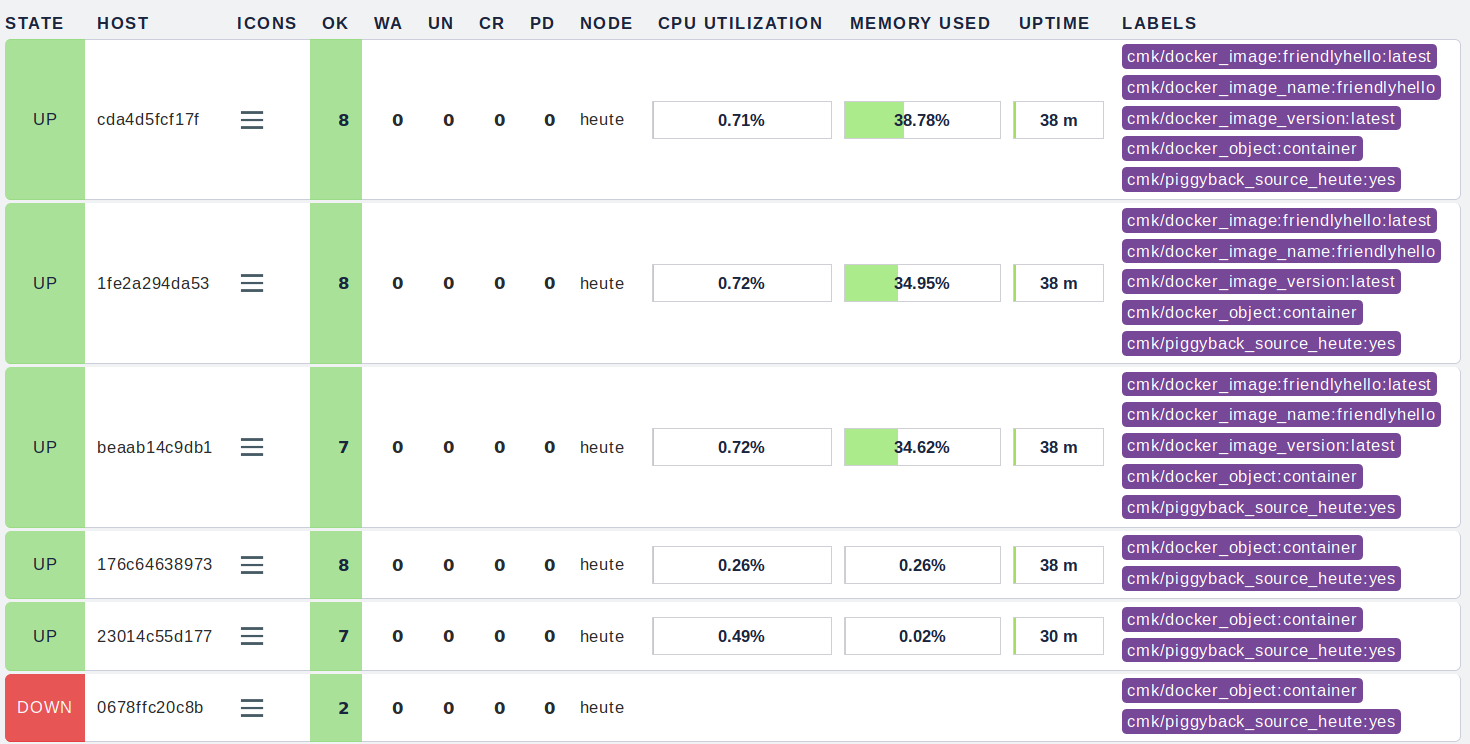 STATE HOST ICONS OK WA UN CR PD NODE CPU UTILIZATION MEMORY USED UPTIME LABELS
UP cda4d5fcf17f 8 0 0 0 0 heute 0.71% 38.78% 38 m
cmk/docker_image:friendlyhello:latest
cmk/docker_image_name:friendlyhello
cmk/docker_image_version:latest
cmk/docker_object:container
cmk/piggyback_source_heute:yes
UP 1fe2a294da53 8 0 0 0 0 heute 0.72% 34.95% 38 m
cmk/docker_image:friendlyhello:latest
cmk/docker_image_name:friendlyhello
cmk/docker_image_version:latest
cmk/docker_object:container
cmk/piggyback_source_heute:yes
UP beaab14c9db1 7 0 0 0 0 heute 0.72% 34.62% 38 m
cmk/docker_image:friendlyhello:latest
cmk/docker_image_name:friendlyhello
cmk/docker_image_version:latest
cmk/docker_object:container
cmk/piggyback_source_heute:yes
UP 176c64638973 8 0 0 0 0 heute 0.26% 0.26% 38 m
cmk/docker_object:container
cmk/piggyback_source_heute:yes
UP 23014c55d177 7 0 0 0 0 heute 0.49% 0.02% 30 m
cmk/docker_object:container
cmk/piggyback_source_heute:yes
DOWN 0678ffc20c8b 2 0 0 0 0 heute
cmk/docker_object:container
cmk/piggyback_source_heute:yes